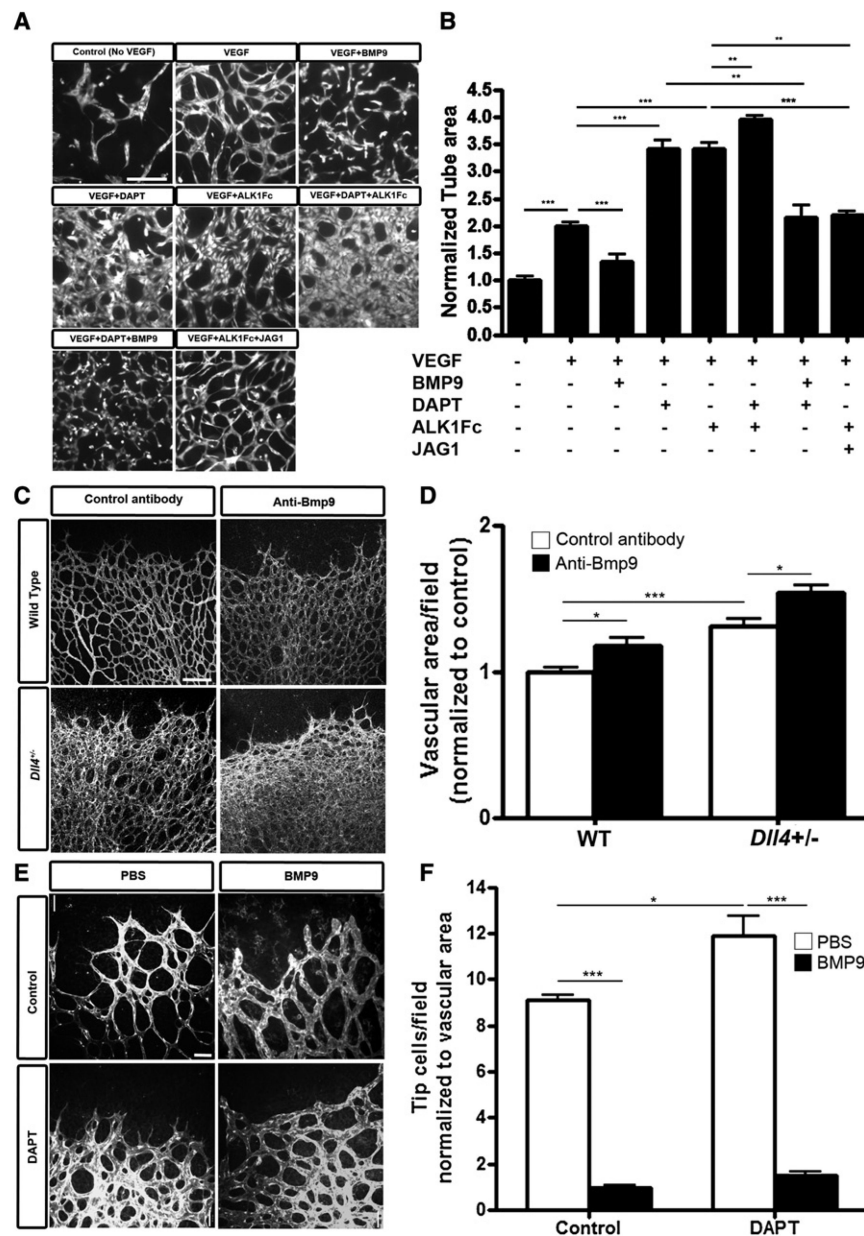 A
Control (No VEGF) VEGF VEGF+BMP9
VEGF+DAPT VEGF+ALK1Fc VEGF+DAPT+ALK1Fc
VEGF+DAPT+BMP9 VEGF+ALK1Fc+JAG1
B
**
**
**
*** ***
***
*** ***
Normalized Tube area
4.5
4.0
3.5
3.0
2.5
2.0
1.5
1.0
0.5
0.0
VEGF - + + + + + + +
BMP9 - - + - - - + -
DAPT - - - + - + + -
ALK1Fc - - - - + + - +
JAG1 - - - - - - - +
C
Control antibody Anti-Bmp9
Wild Type
Dll4+/-
D
Control antibody
Anti-Bmp9
*
***
*
Vascular area/field
(normalized to control)
2
1
0
WT Dll4+/-
E
PBS BMP9
Control
DAPT
F
* ***
***
PBS
BMP9
Tip cells/field
normalized to vascular area
14
12
10
8
6
4
2
0
Control DAPT